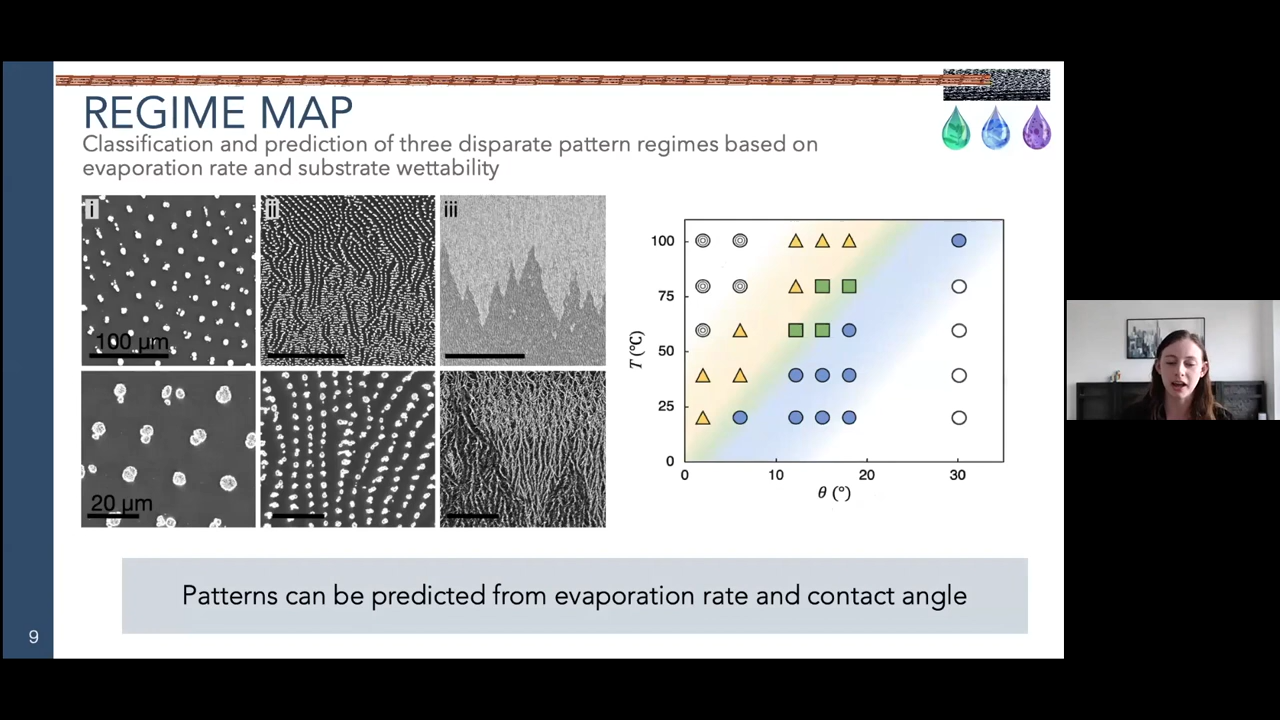 REGIME MAP
Classification and prediction of three disparate pattern regimes based on
evaporation rate and substrate wettability
i
ii
iii
100 µm
20 µm
100
75
50
25
0
T (°C)
0
10
20
30
θ (°)
Patterns can be predicted from evaporation rate and contact angle
9